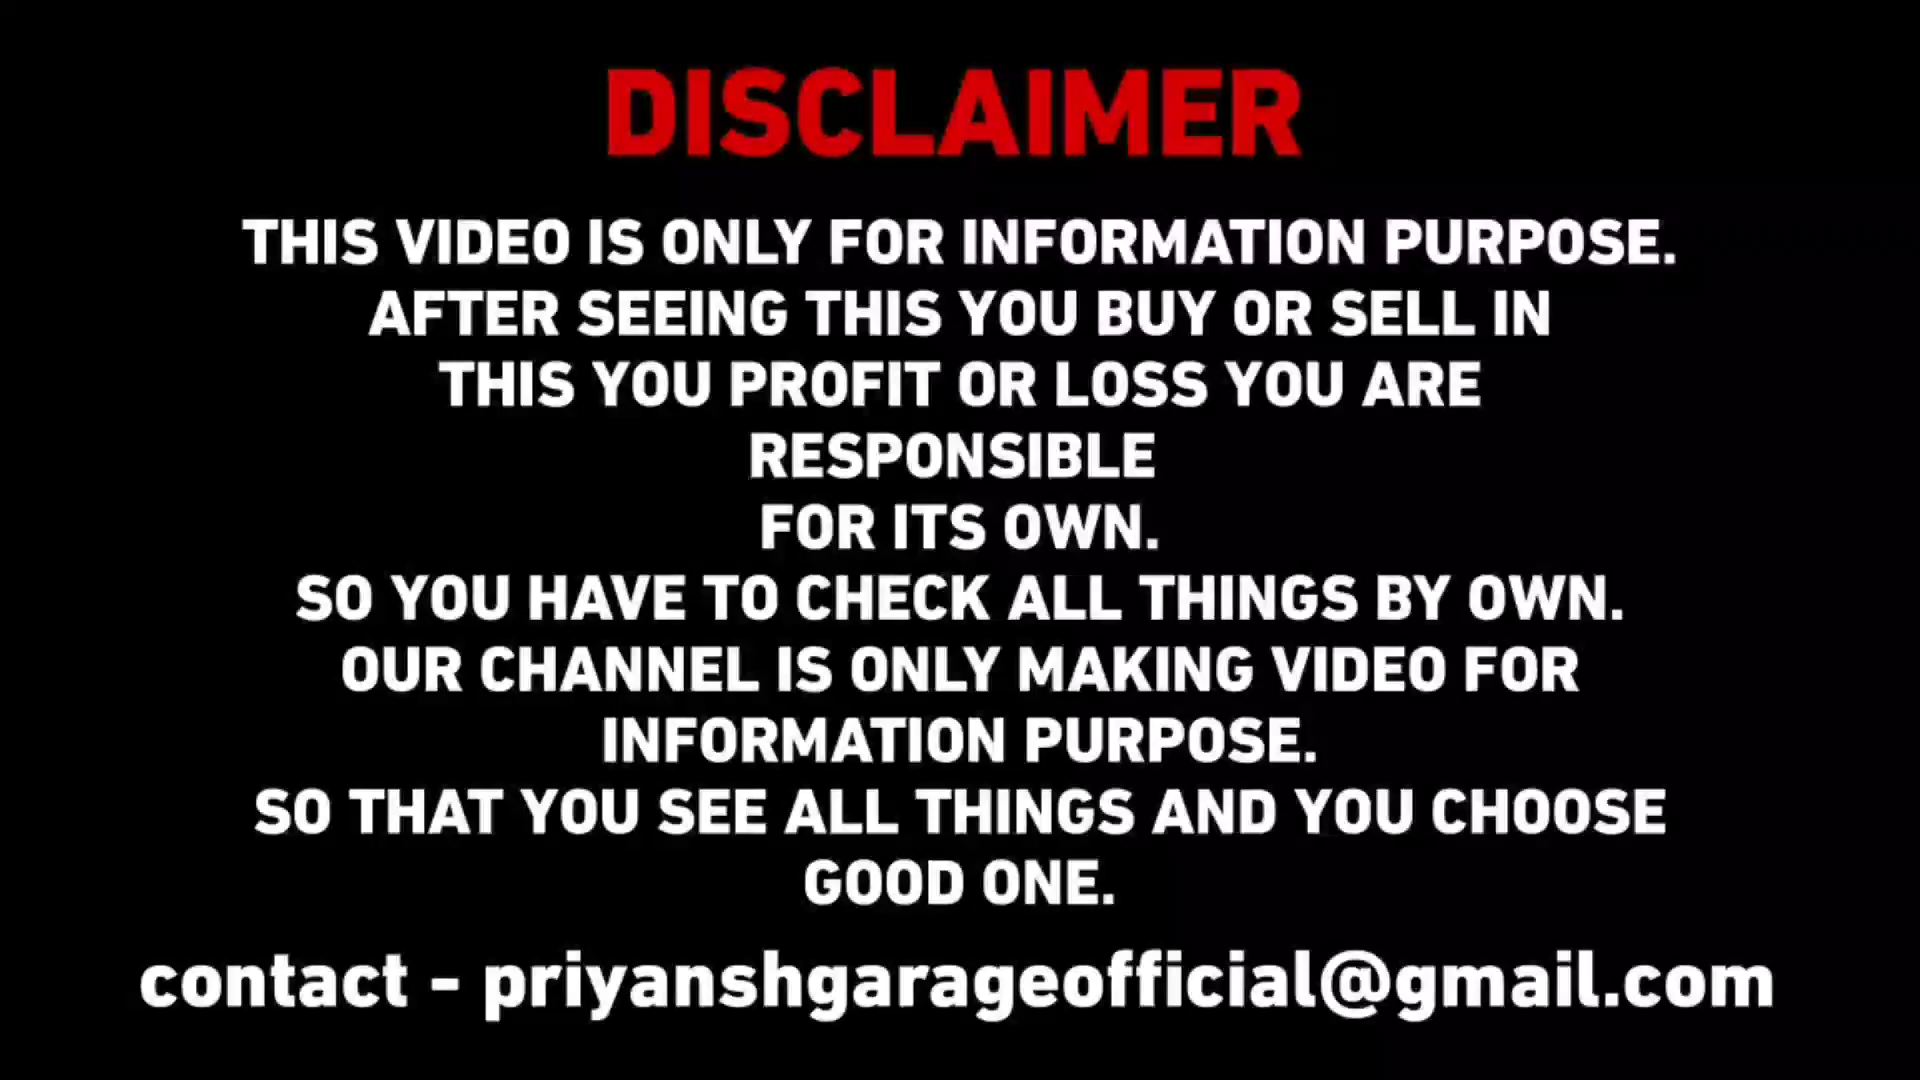 DISCLAIMER
THIS VIDEO IS ONLY FOR INFORMATION PURPOSE.
AFTER SEEING THIS YOU BUY OR SELL IN
THIS YOU PROFIT OR LOSS YOU ARE
RESPONSIBLE
FOR ITS OWN.
SO YOU HAVE TO CHECK ALL THINGS BY OWN.
OUR CHANNEL IS ONLY MAKING VIDEO FOR
INFORMATION PURPOSE.
SO THAT YOU SEE ALL THINGS AND YOU CHOOSE
GOOD ONE.
contact - priyanshgarageofficial@gmail.com